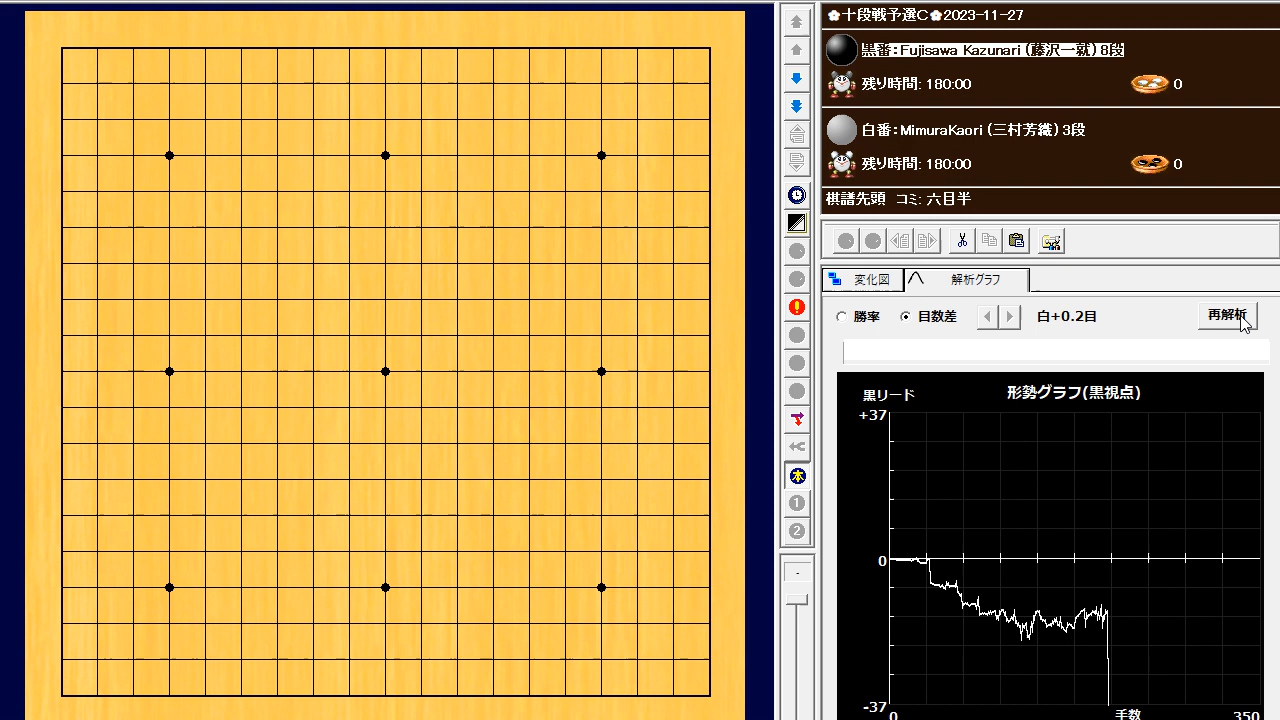 十段戦予選C 2023-11-27
黒番:Fujisawa Kazunari (藤沢一就) 8段
残り時間: 180:00
0
白番:MimuraKaori (三村芳織) 3段
残り時間: 180:00
0
棋譜先頭 コミ: 六目半
変化図
解析グラフ
勝率
目数差
白+0.2目
再解析
黒リード
形勢グラフ(黒視点)
+37
0
-37
0
手数
350
1
2
-